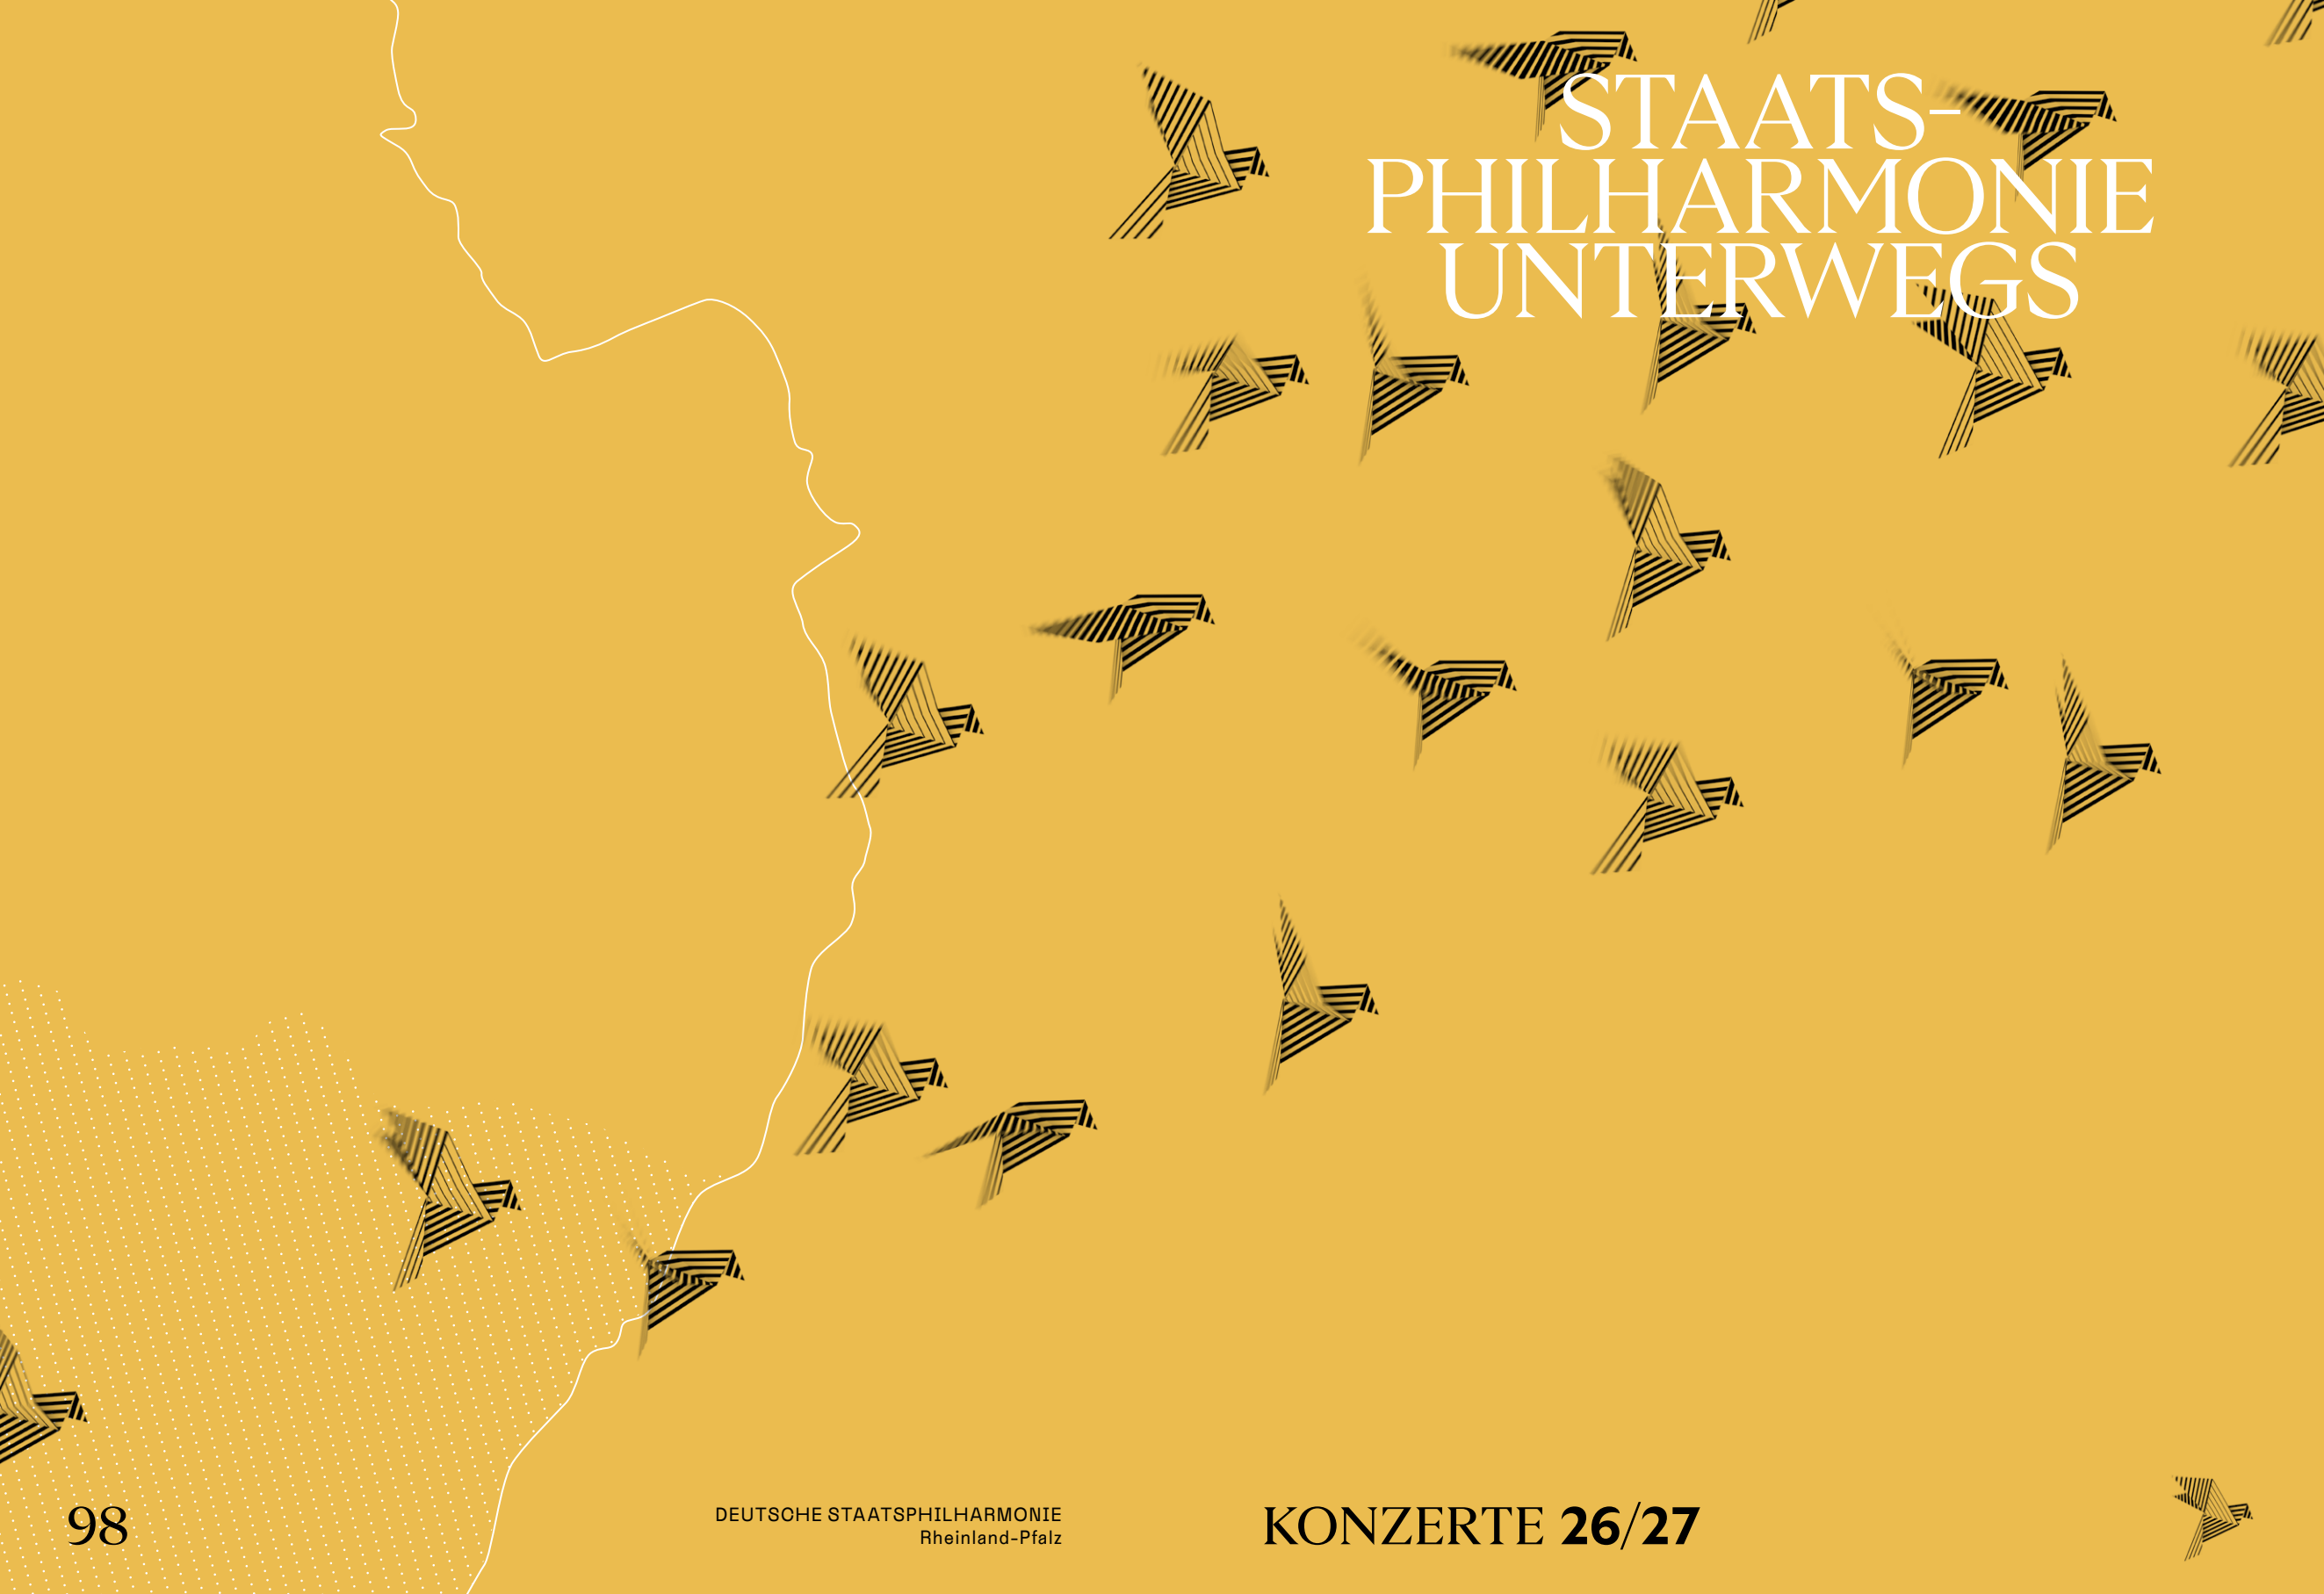 STAATS–
PHILHARMONIE
UNTERWEGS
98
DEUTSCHE STAATSPHILHARMONIE
Rheinland-Pfalz
KONZERTE 26/27